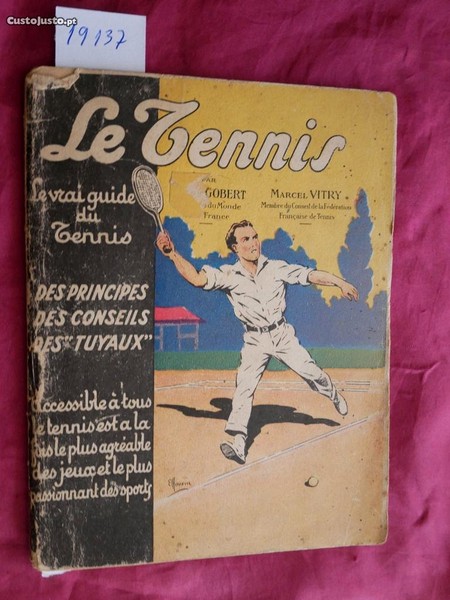 CustoJusto.pt
19137
Le Tennis
PAR
GOBERT
du Monde
France
MARCEL VITRY
Membre du Conseil de la Fédération
Française de Tennis
Le vrai guide
du
Tennis
DES PRINCIPES
DES CONSEILS
DES "TUYAUX"
Accessible à tous
le tennis est à la
fois le plus agréable
des jeux et le plus
passionnant des sports